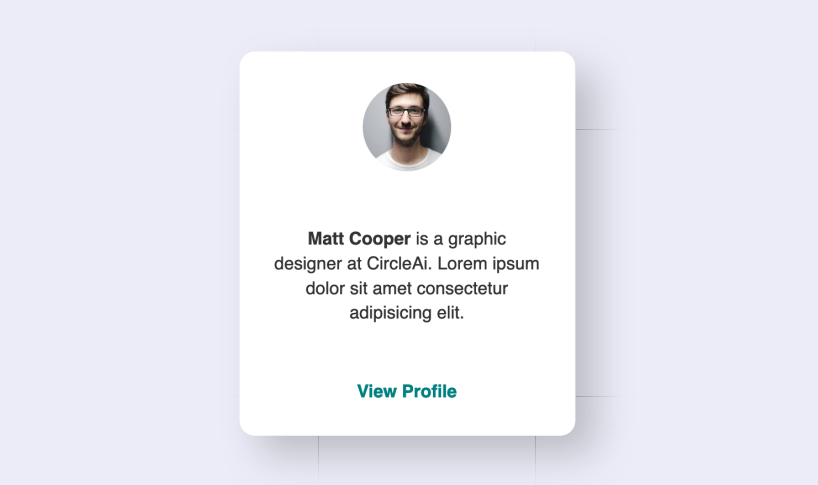 Matt Cooper is a graphic
designer at CircleAi. Lorem ipsum
dolor sit amet consectetur
adipisicing elit.
View Profile